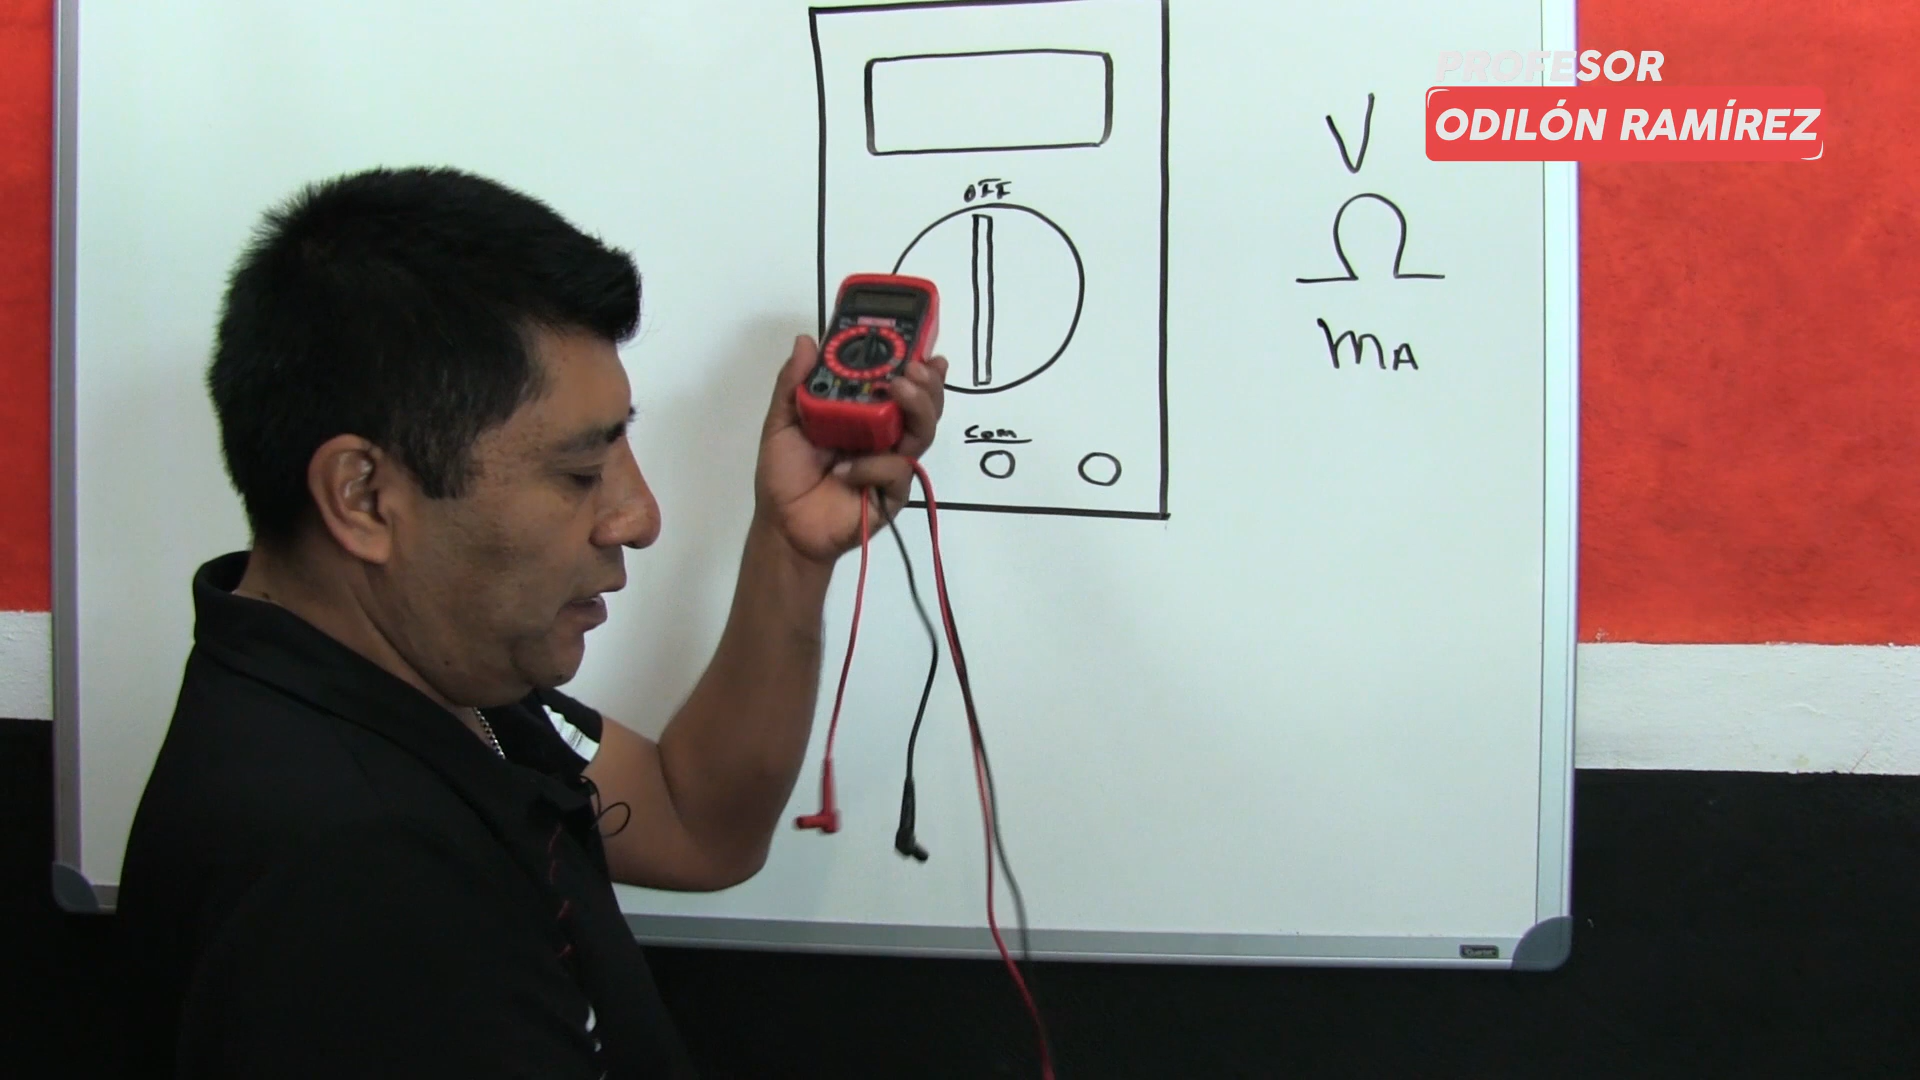 PROFESOR
ODILÓN RAMÍREZ
OFF
V
Ω
mA
Com